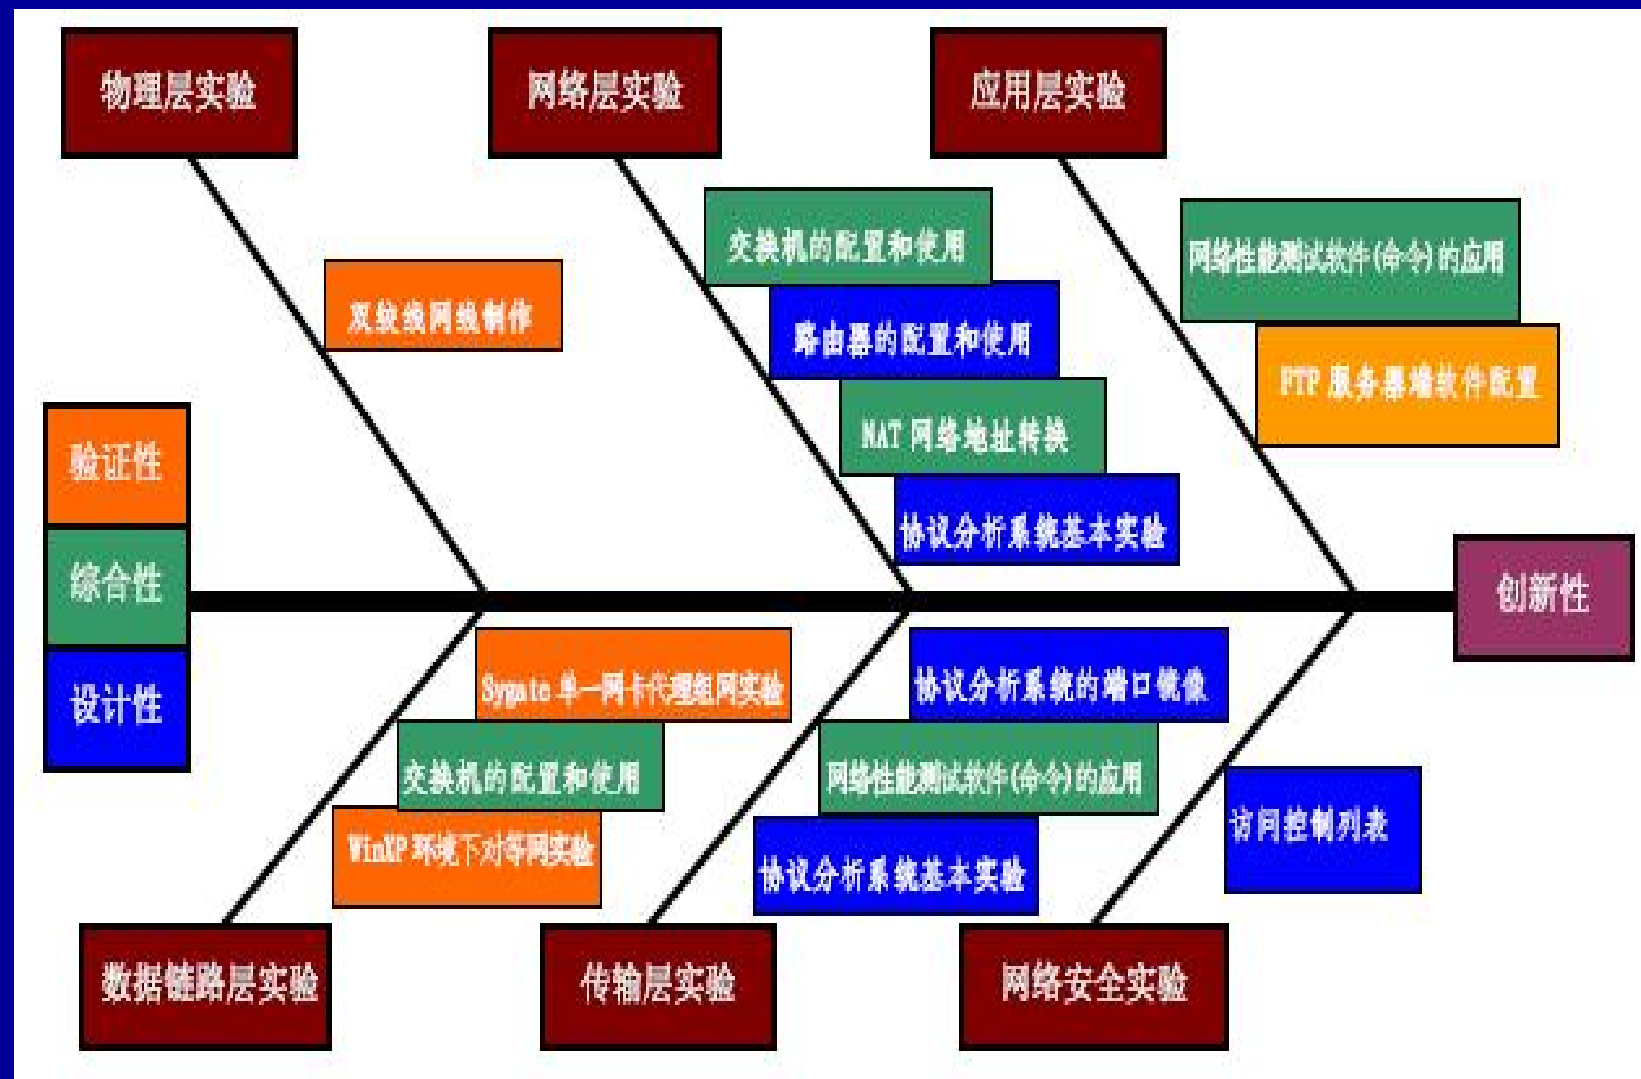 物理层实验
网络层实验
应用层实验
交换机的配置和使用
网络性能测试软件(命令)的应用
双绞线网线制作
路由器的配置和使用
FTP 服务器端软件配置
NAT 网络地址转换
验证性
协议分析系统基本实验
综合性
创新性
Sygate 单一网卡代理组网实验
协议分析系统的端口镜像
设计性
交换机的配置和使用
网络性能测试软件(命令)的应用
访问控制列表
WinXP 环境下对等网实验
协议分析系统基本实验
数据链路层实验
传输层实验
网络安全实验